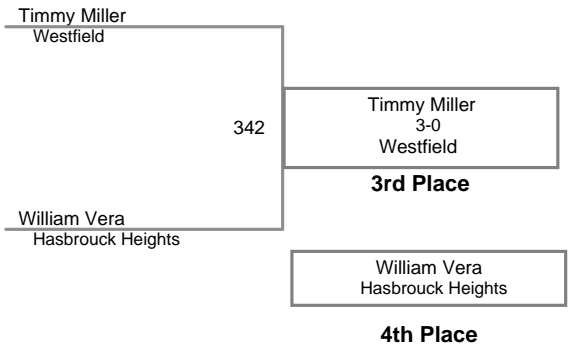 Timmy Miller
Westfield
342
Timmy Miller
3-0
Westfield
3rd Place
William Vera
Hasbrouck Heights
William Vera
Hasbrouck Heights
4th Place